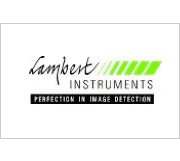 Lambert
INSTRUMENTS
PERFECTION IN IMAGE DETECTION